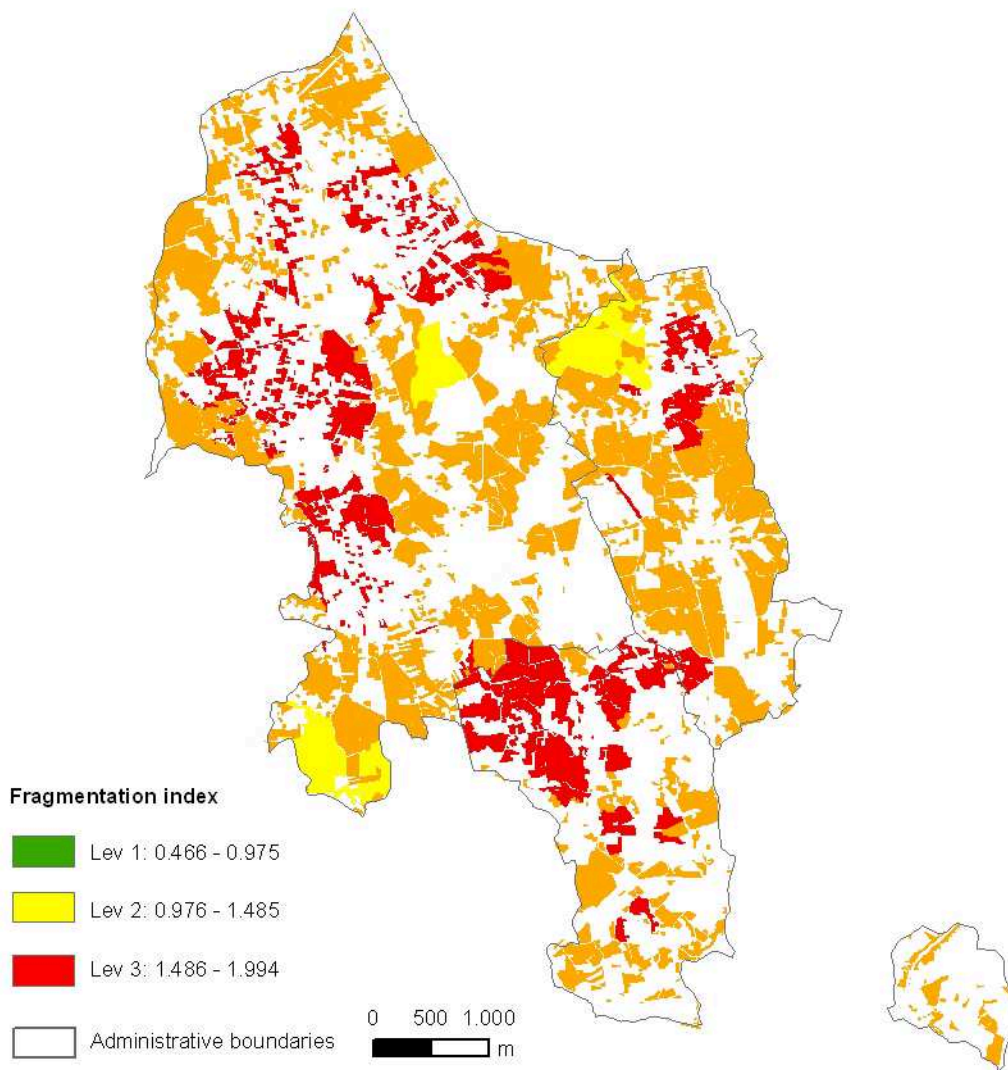 Fragmentation index
Lev 1: 0.466 - 0.975
Lev 2: 0.976 - 1.485
Lev 3: 1.486 - 1.994
Administrative boundaries
0 500 1.000
m